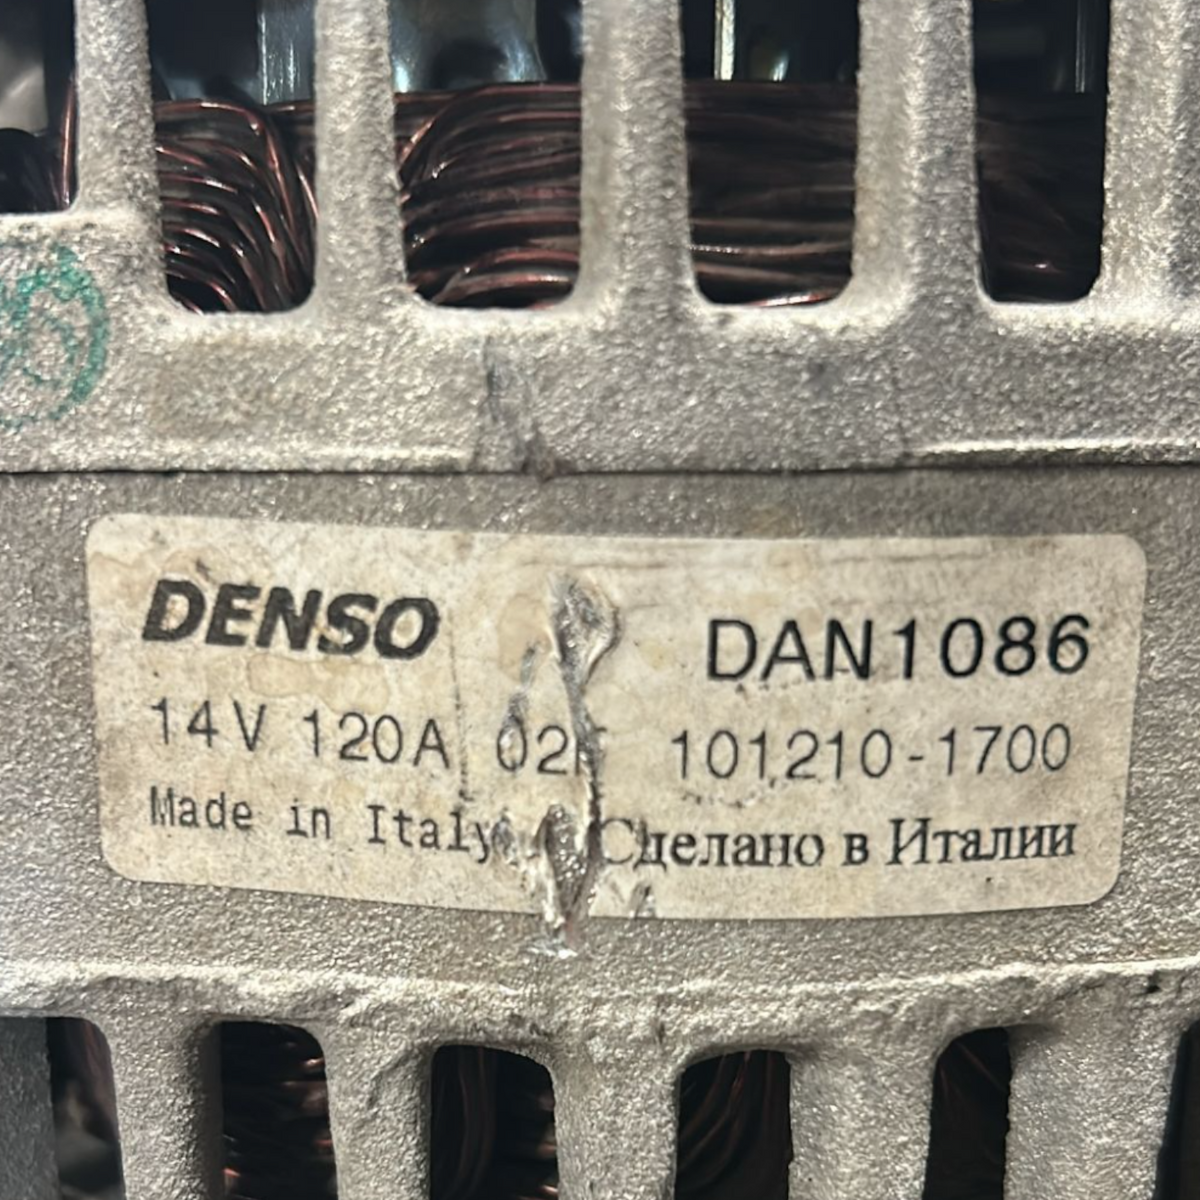 DENSO DAN1086
14V 120A 101210-1700
Made in Italy Сделано в Италии